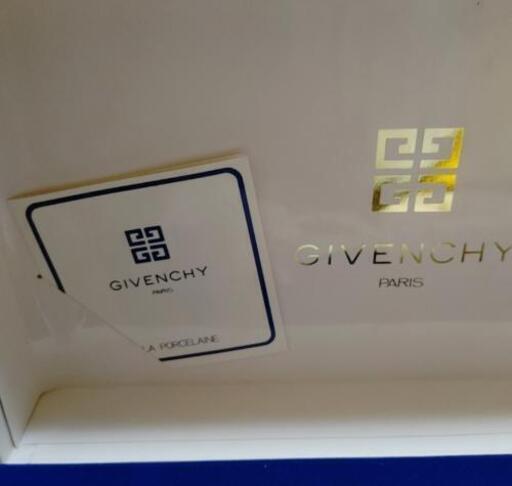 GIVENCHY
PARIS
LA PORCELAINE
GIVENCHY
PARIS